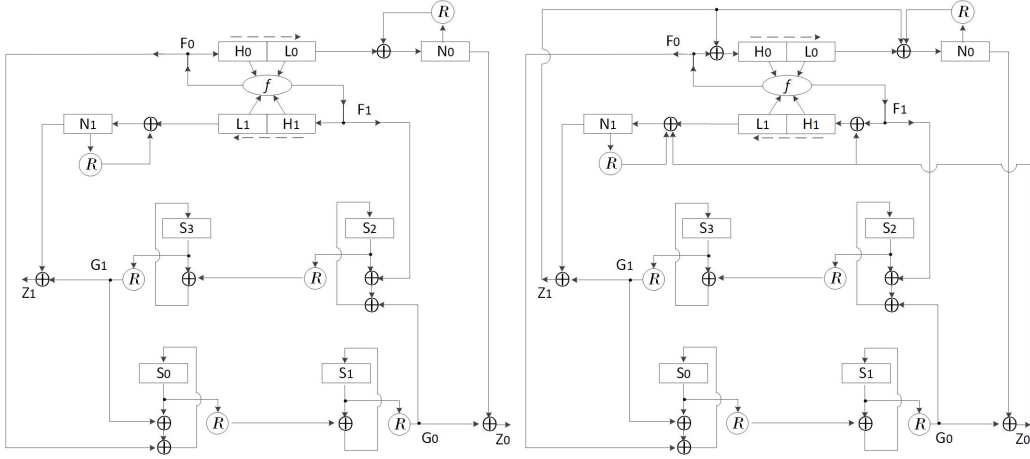 R
F0 H0 L0 N0
f
F1
N1 L1 H1
R
S3 S2
G1 R R
Z1
S0 S1
R R
G0 Z0
R
F0 H0 L0 N0
f
F1
N1 L1 H1
R
S3 S2
G1 R R
Z1
S0 S1
R R
G0 Z0